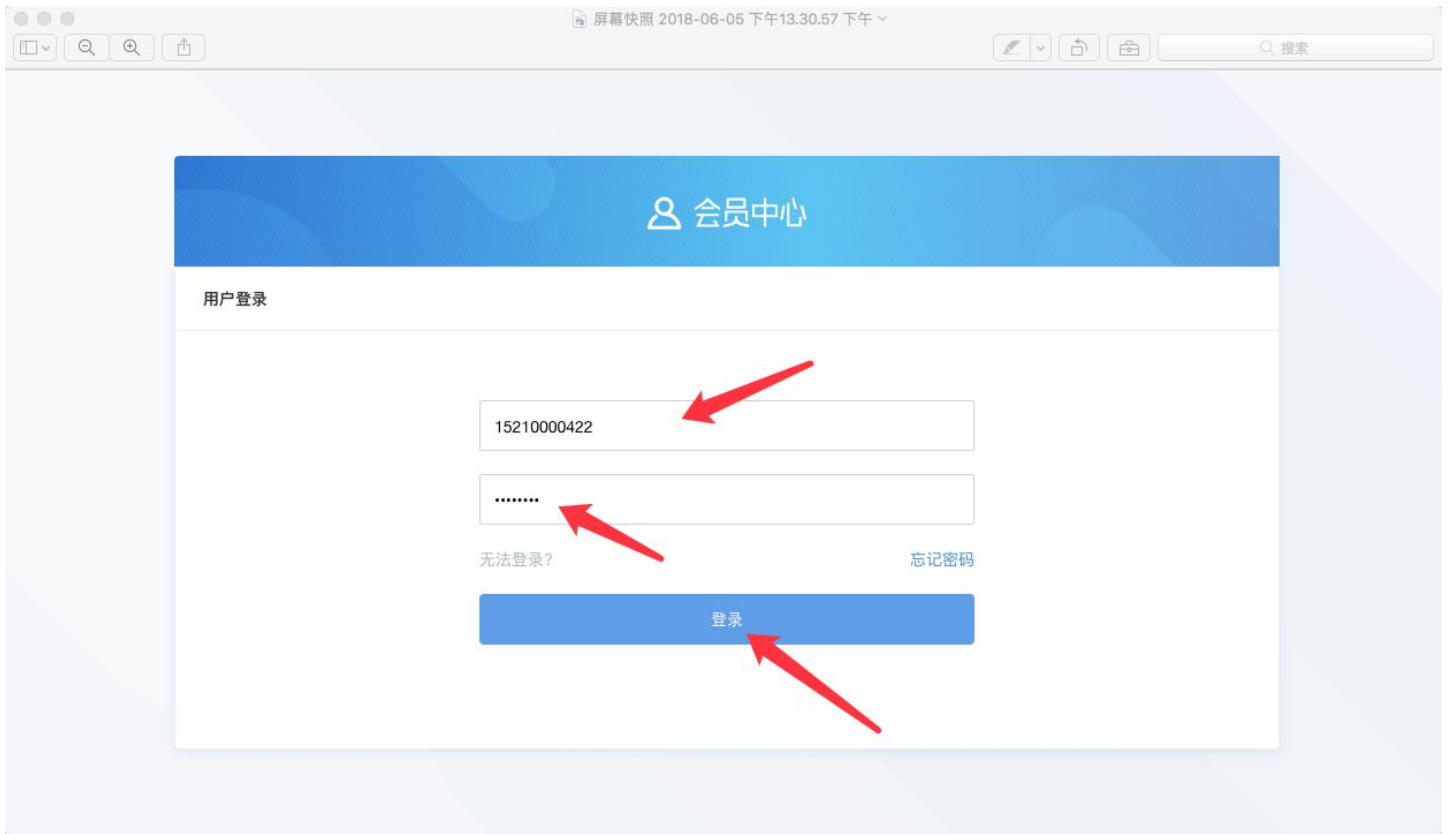 屏幕快照 2018-06-05 下午13.30.57 下午
搜索
会员中心
用户登录
15210000422
••••••••
无法登录?
忘记密码
登录